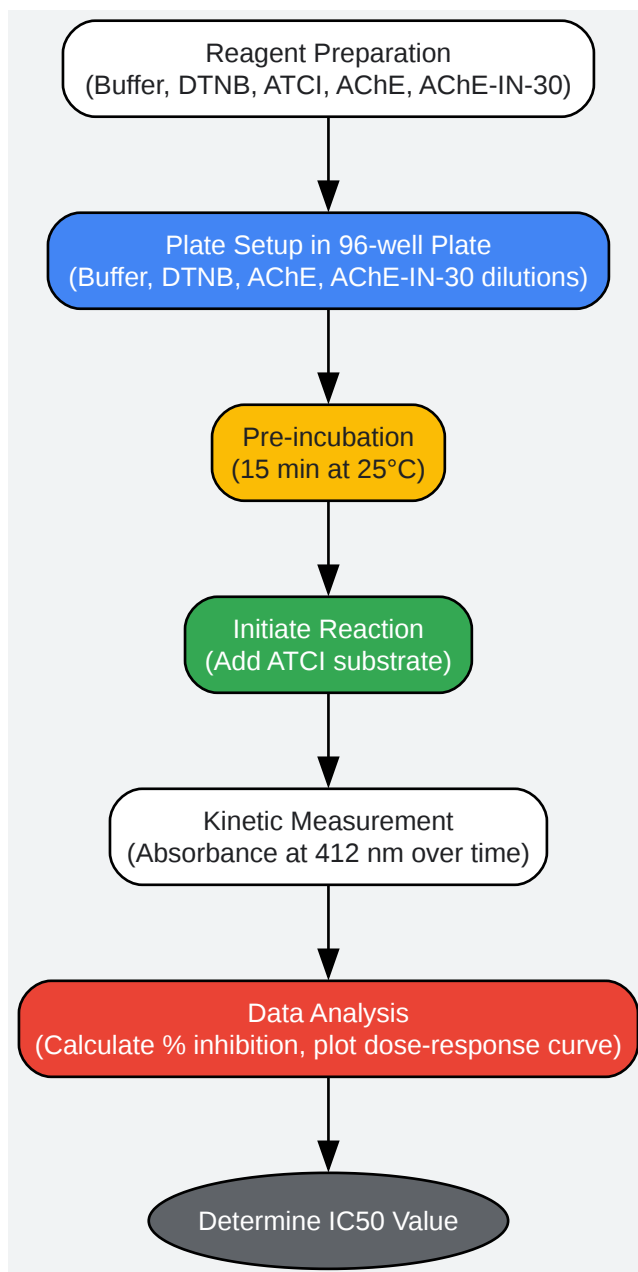 Reagent Preparation
(Buffer, DTNB, ATCI, AChE, AChE-IN-30)
Plate Setup in 96-well Plate
(Buffer, DTNB, AChE, AChE-IN-30 dilutions)
Pre-incubation
(15 min at 25°C)
Initiate Reaction
(Add ATCI substrate)
Kinetic Measurement
(Absorbance at 412 nm over time)
Data Analysis
(Calculate % inhibition, plot dose-response curve)
Determine IC50 Value